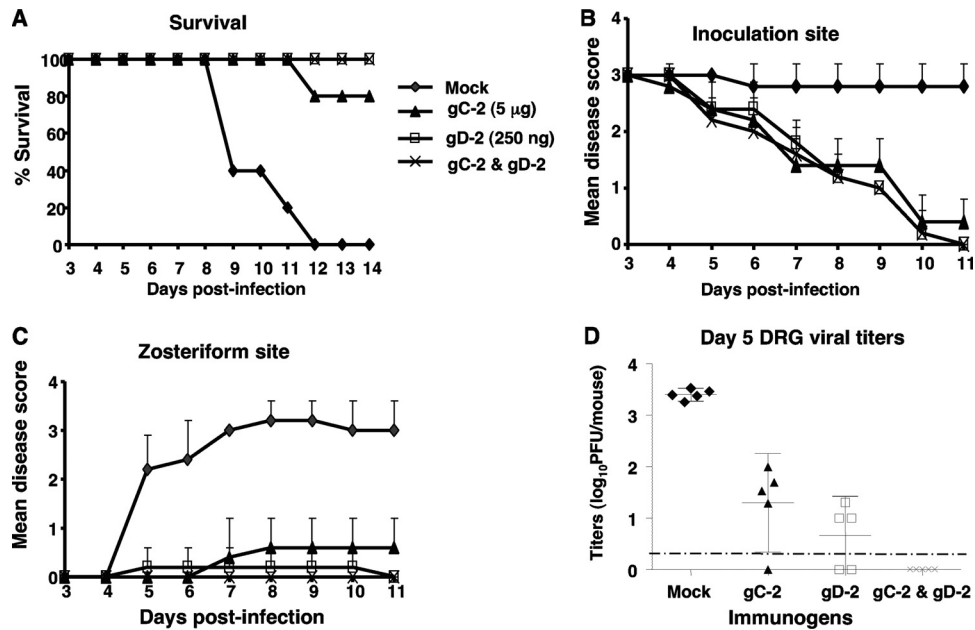 A
Survival
% Survival
100
80
60
40
20
0
3 4 5 6 7 8 9 10 11 12 13 14
Days post-infection
Mock
gC-2 (5 µg)
gD-2 (250 ng)
gC-2 & gD-2
B
Inoculation site
Mean disease score
4
3
2
1
0
3 4 5 6 7 8 9 10 11
Days post-infection
C
Zosteriform site
Mean disease score
4
3
2
1
0
3 4 5 6 7 8 9 10 11
Days post-infection
D
Day 5 DRG viral titers
Titers (log10PFU/mouse)
4
3
2
1
0
Mock gC-2 gD-2 gC-2 & gD-2
Immunogens